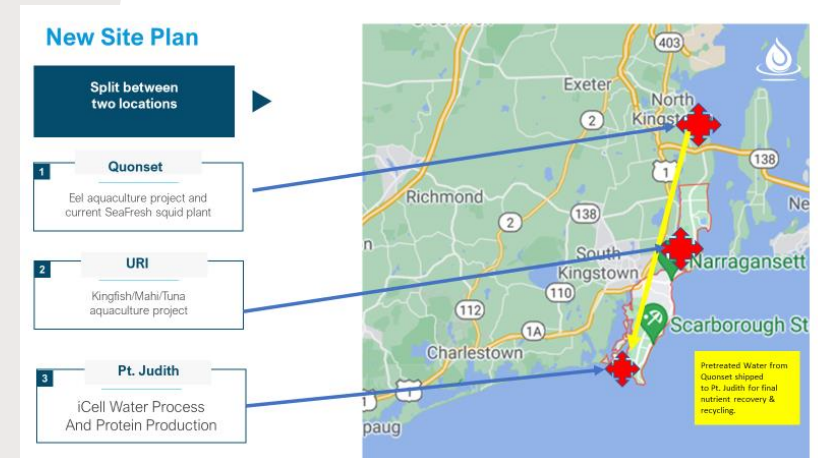 New Site Plan
Split between
two locations
1
Quonset
Eel aquaculture project and
current SeaFresh squid plant
2
URI
Kingfish/Mahi/Tuna
aquaculture project
3
Pt. Judith
iCell Water Process
And Protein Production
403
Exeter
North
2
138
1
Richmond
Ne
138
2
n
South
Kingstown
Narragansett
110
112
1A
Scarborough St
Charlestown
1
1
paug
Pretreated Water from
Quonset shipped
to Pt. Judith for final
nutrient recovery &
recycling.